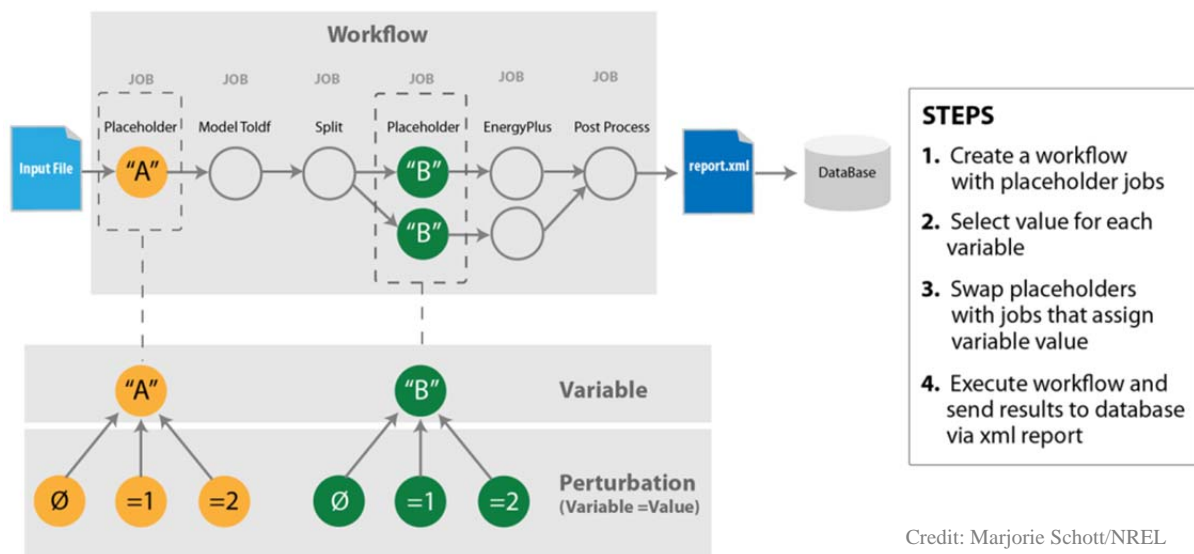 Workflow
JOB JOB JOB JOB JOB JOB
Placeholder Model ToIdf Split Placeholder EnergyPlus Post Process
Input File "A" "B" report.xml DataBase
"B"
"A" "B" Variable
Ø =1 =2 Ø =1 =2 Perturbation
(Variable =Value)
STEPS
1. Create a workflow
with placeholder jobs
2. Select value for each
variable
3. Swap placeholders
with jobs that assign
variable value
4. Execute workflow and
send results to database
via xml report
Credit: Marjorie Schott/NREL